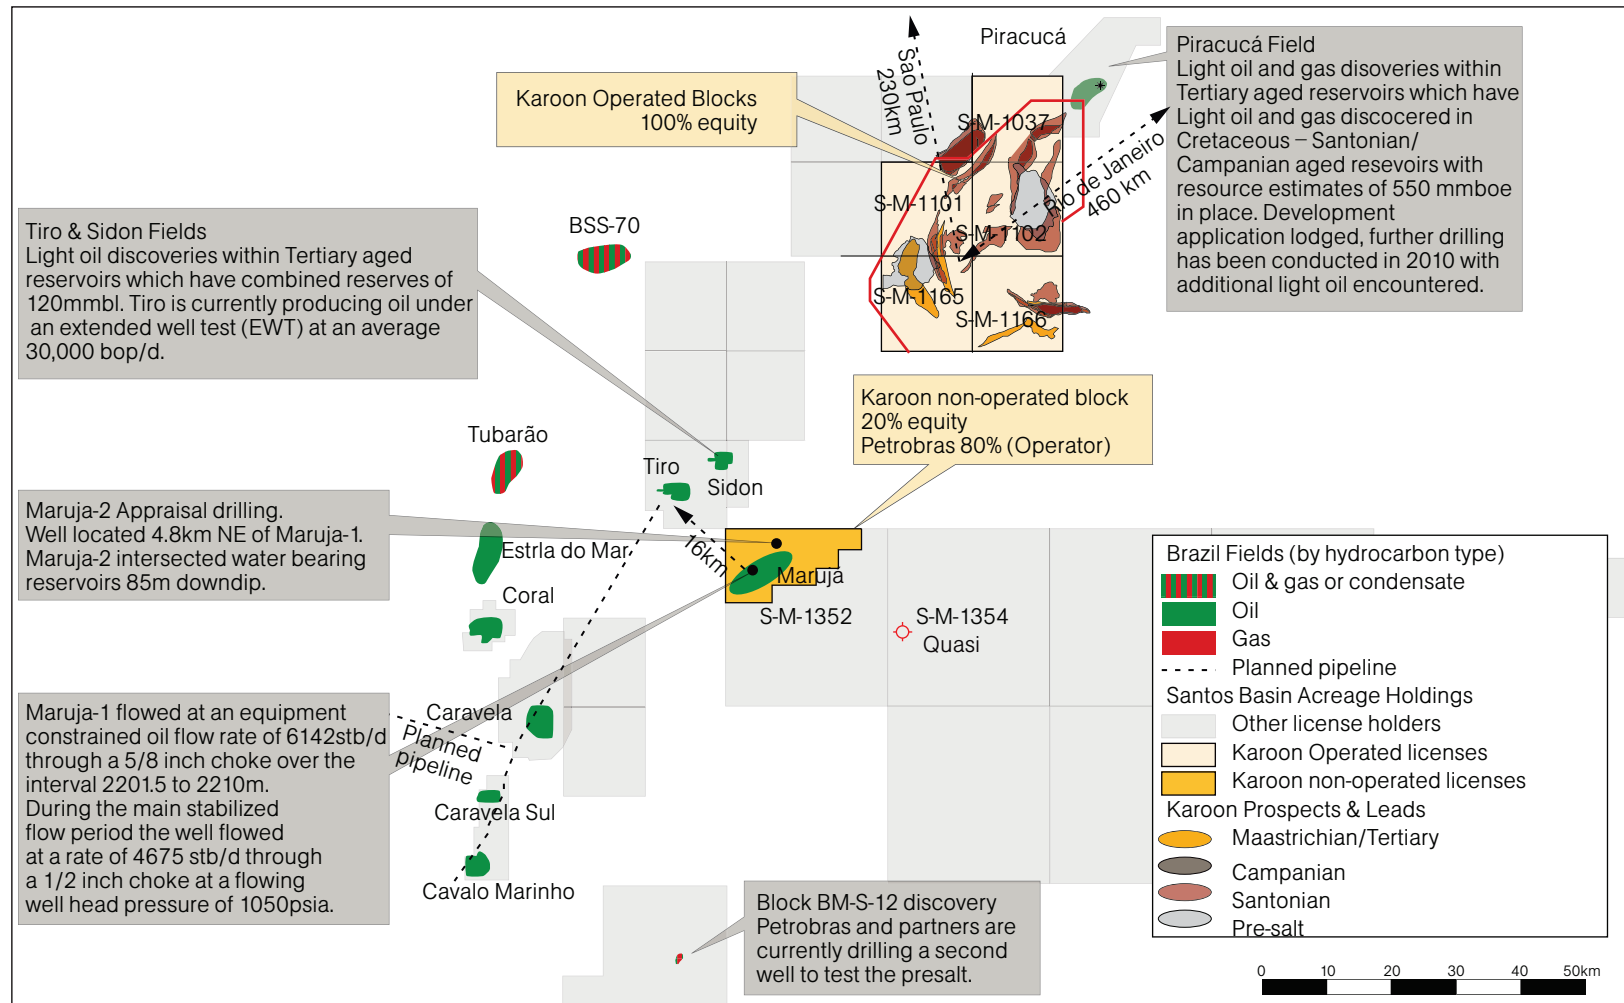 Piracucá
Sao Paulo
230km
Karoon Operated Blocks
100% equity
S-M-1037
Piracucá Field
Light oil and gas disoveries within
Tertiary aged reservoirs which have
Light oil and gas discocered in
Cretaceous – Santonian/
Campanian aged resevoirs with
resource estimates of 550 mmboe
in place. Development
application lodged, further drilling
has been conducted in 2010 with
additional light oil encountered.
Rio de Janeiro
460 km
S-M-1101
S-M-1102
S-M-1165
S-M-1166
Tiro & Sidon Fields
Light oil discoveries within Tertiary aged
reservoirs which have combined reserves of
120mmbl. Tiro is currently producing oil under
an extended well test (EWT) at an average
30,000 bop/d.
BSS-70
Karoon non-operated block
20% equity
Petrobras 80% (Operator)
Tubarão
Tiro
Sidon
Maruja-2 Appraisal drilling.
Well located 4.8km NE of Maruja-1.
Maruja-2 intersected water bearing
reservoirs 85m downdip.
Estrla do Mar
16km
Marujá
Coral
S-M-1352
S-M-1354
Quasi
Maruja-1 flowed at an equipment
constrained oil flow rate of 6142stb/d
through a 5/8 inch choke over the
interval 2201.5 to 2210m.
During the main stabilized
flow period the well flowed
at a rate of 4675 stb/d through
a 1/2 inch choke at a flowing
well head pressure of 1050psia.
Caravela
Planned
pipeline
Caravela Sul
Cavalo Marinho
Block BM-S-12 discovery
Petrobras and partners are
currently drilling a second
well to test the presalt.
Brazil Fields (by hydrocarbon type)
Oil & gas or condensate
Oil
Gas
Planned pipeline
Santos Basin Acreage Holdings
Other license holders
Karoon Operated licenses
Karoon non-operated licenses
Karoon Prospects & Leads
Maastrichian/Tertiary
Campanian
Santonian
Pre-salt
0 10 20 30 40 50km